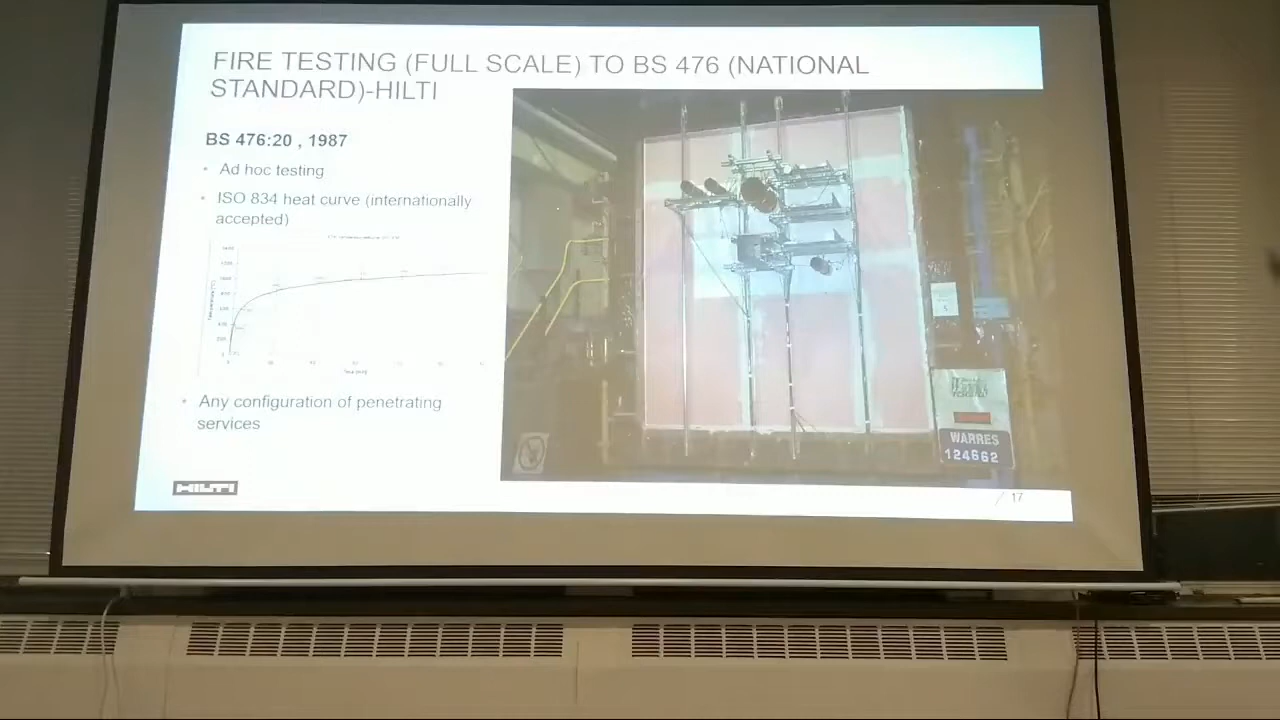 FIRE TESTING (FULL SCALE) TO BS 476 (NATIONAL
STANDARD)-HILTI
BS 476:20 , 1987
• Ad hoc testing
• ISO 834 heat curve (internationally
accepted)
• Any configuration of penetrating
services
WARRES
124662
HILTI
/ 17